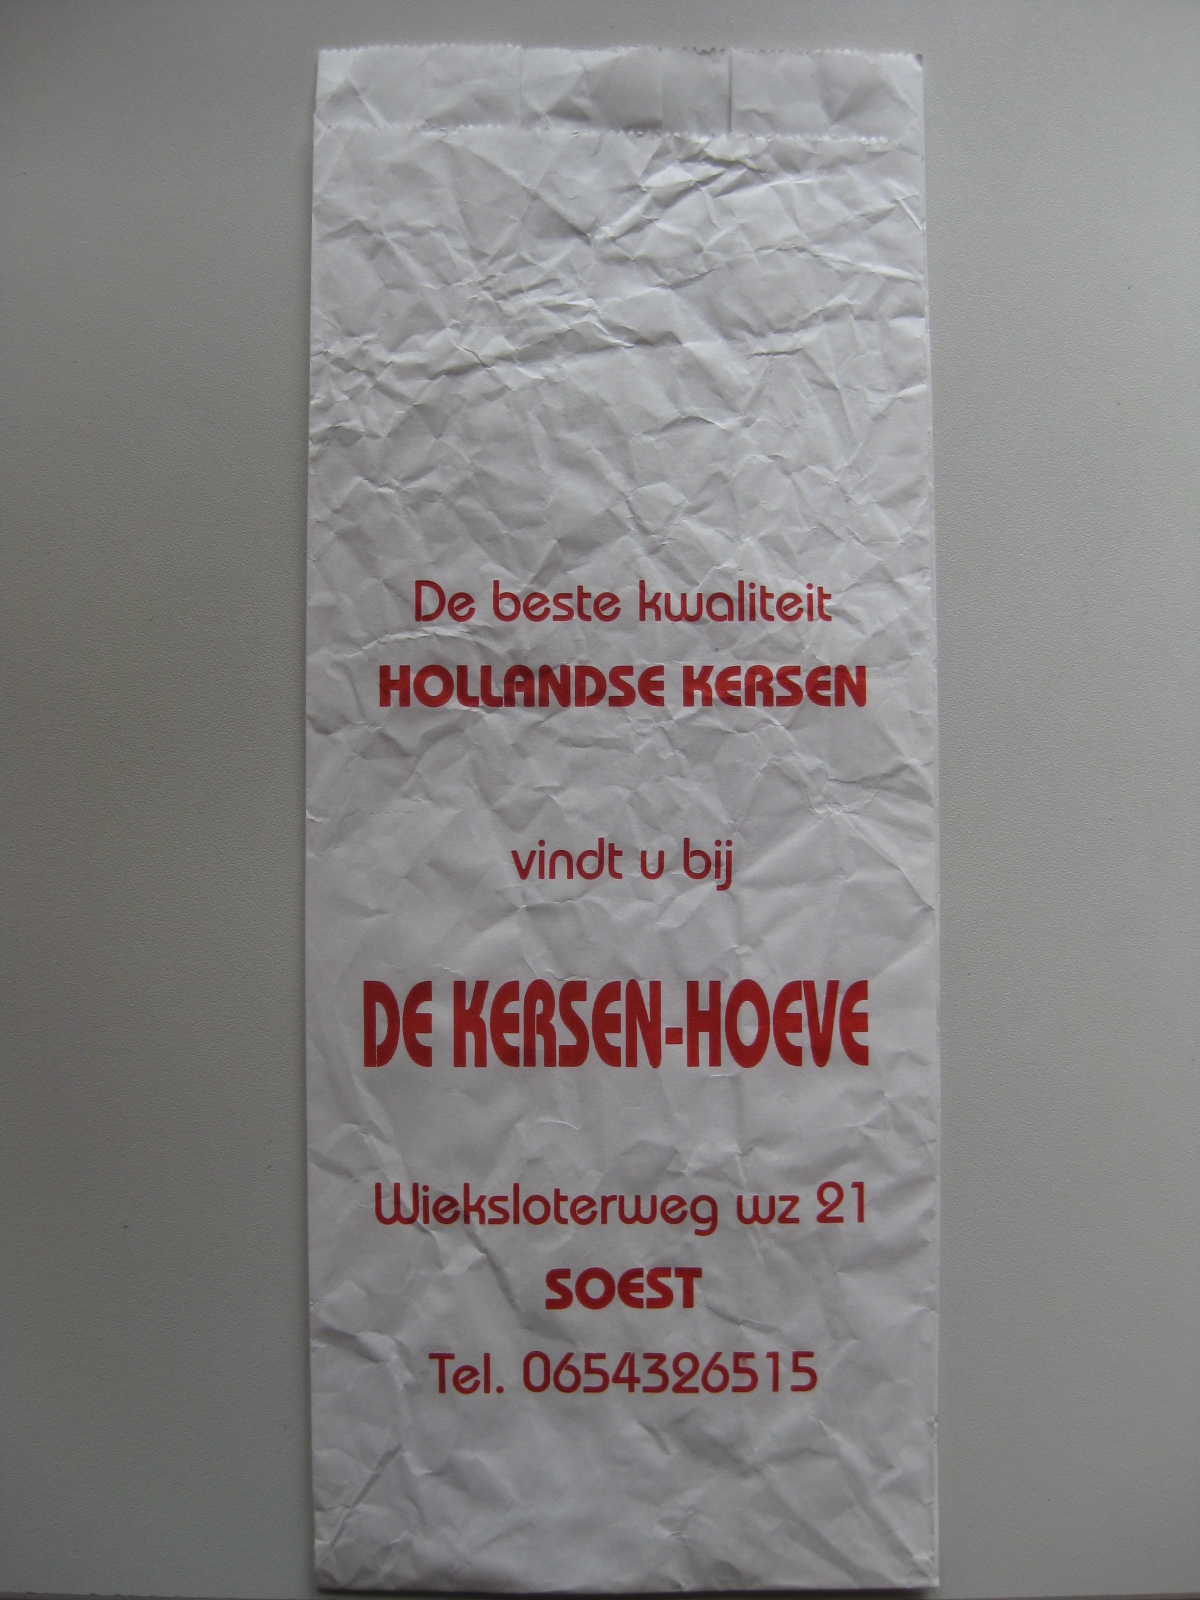 De beste kwaliteit
HOLLANDSE KERSEN
vindt u bij
DE KERSEN-HOEVE
Wieksloterweg wz 21
SOEST
Tel. 0654326515